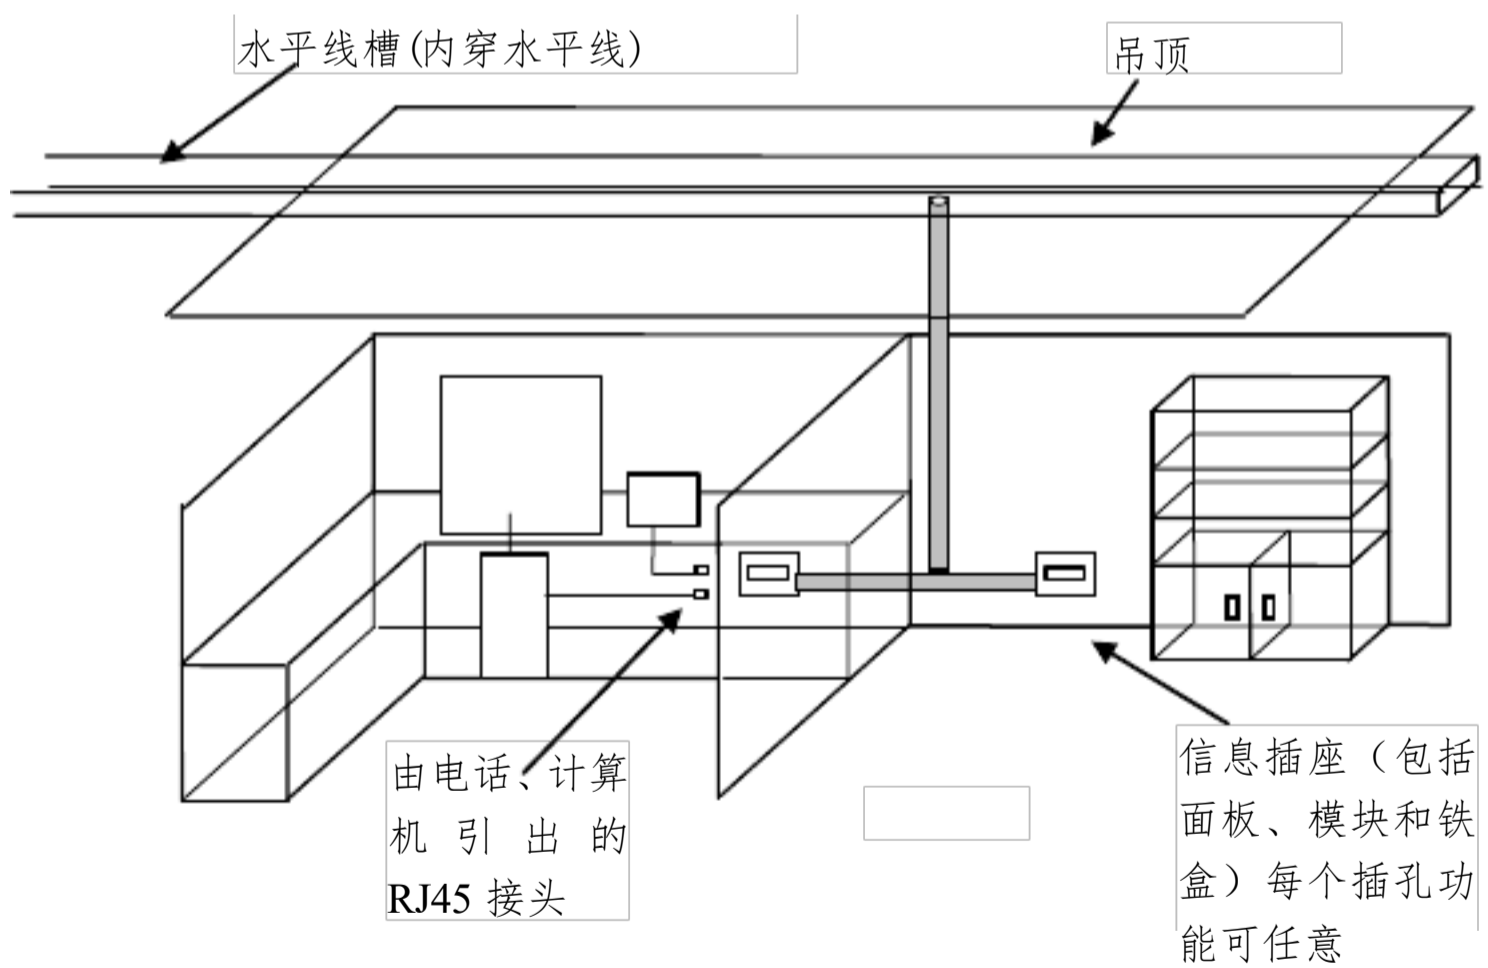 水平线槽(内穿水平线)
吊顶
由电话、计算
机引出的
RJ45 接头
信息插座（包括
面板、模块和铁
盒）每个插孔功
能可任意